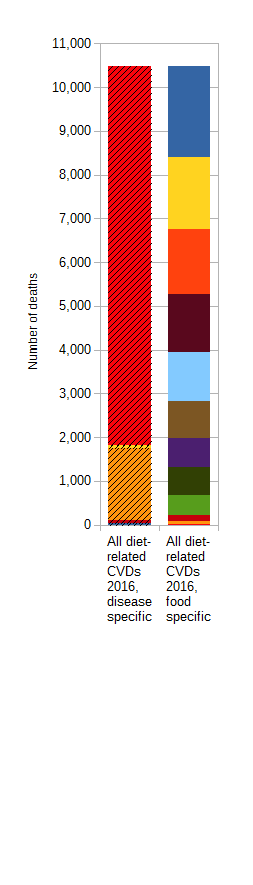 11,000
10,000
9,000
8,000
7,000
6,000
5,000
4,000
3,000
2,000
1,000
0
Number of deaths
All diet-
related
CVDs
2016,
disease
specific
All diet-
related
CVDs
2016,
food
specific